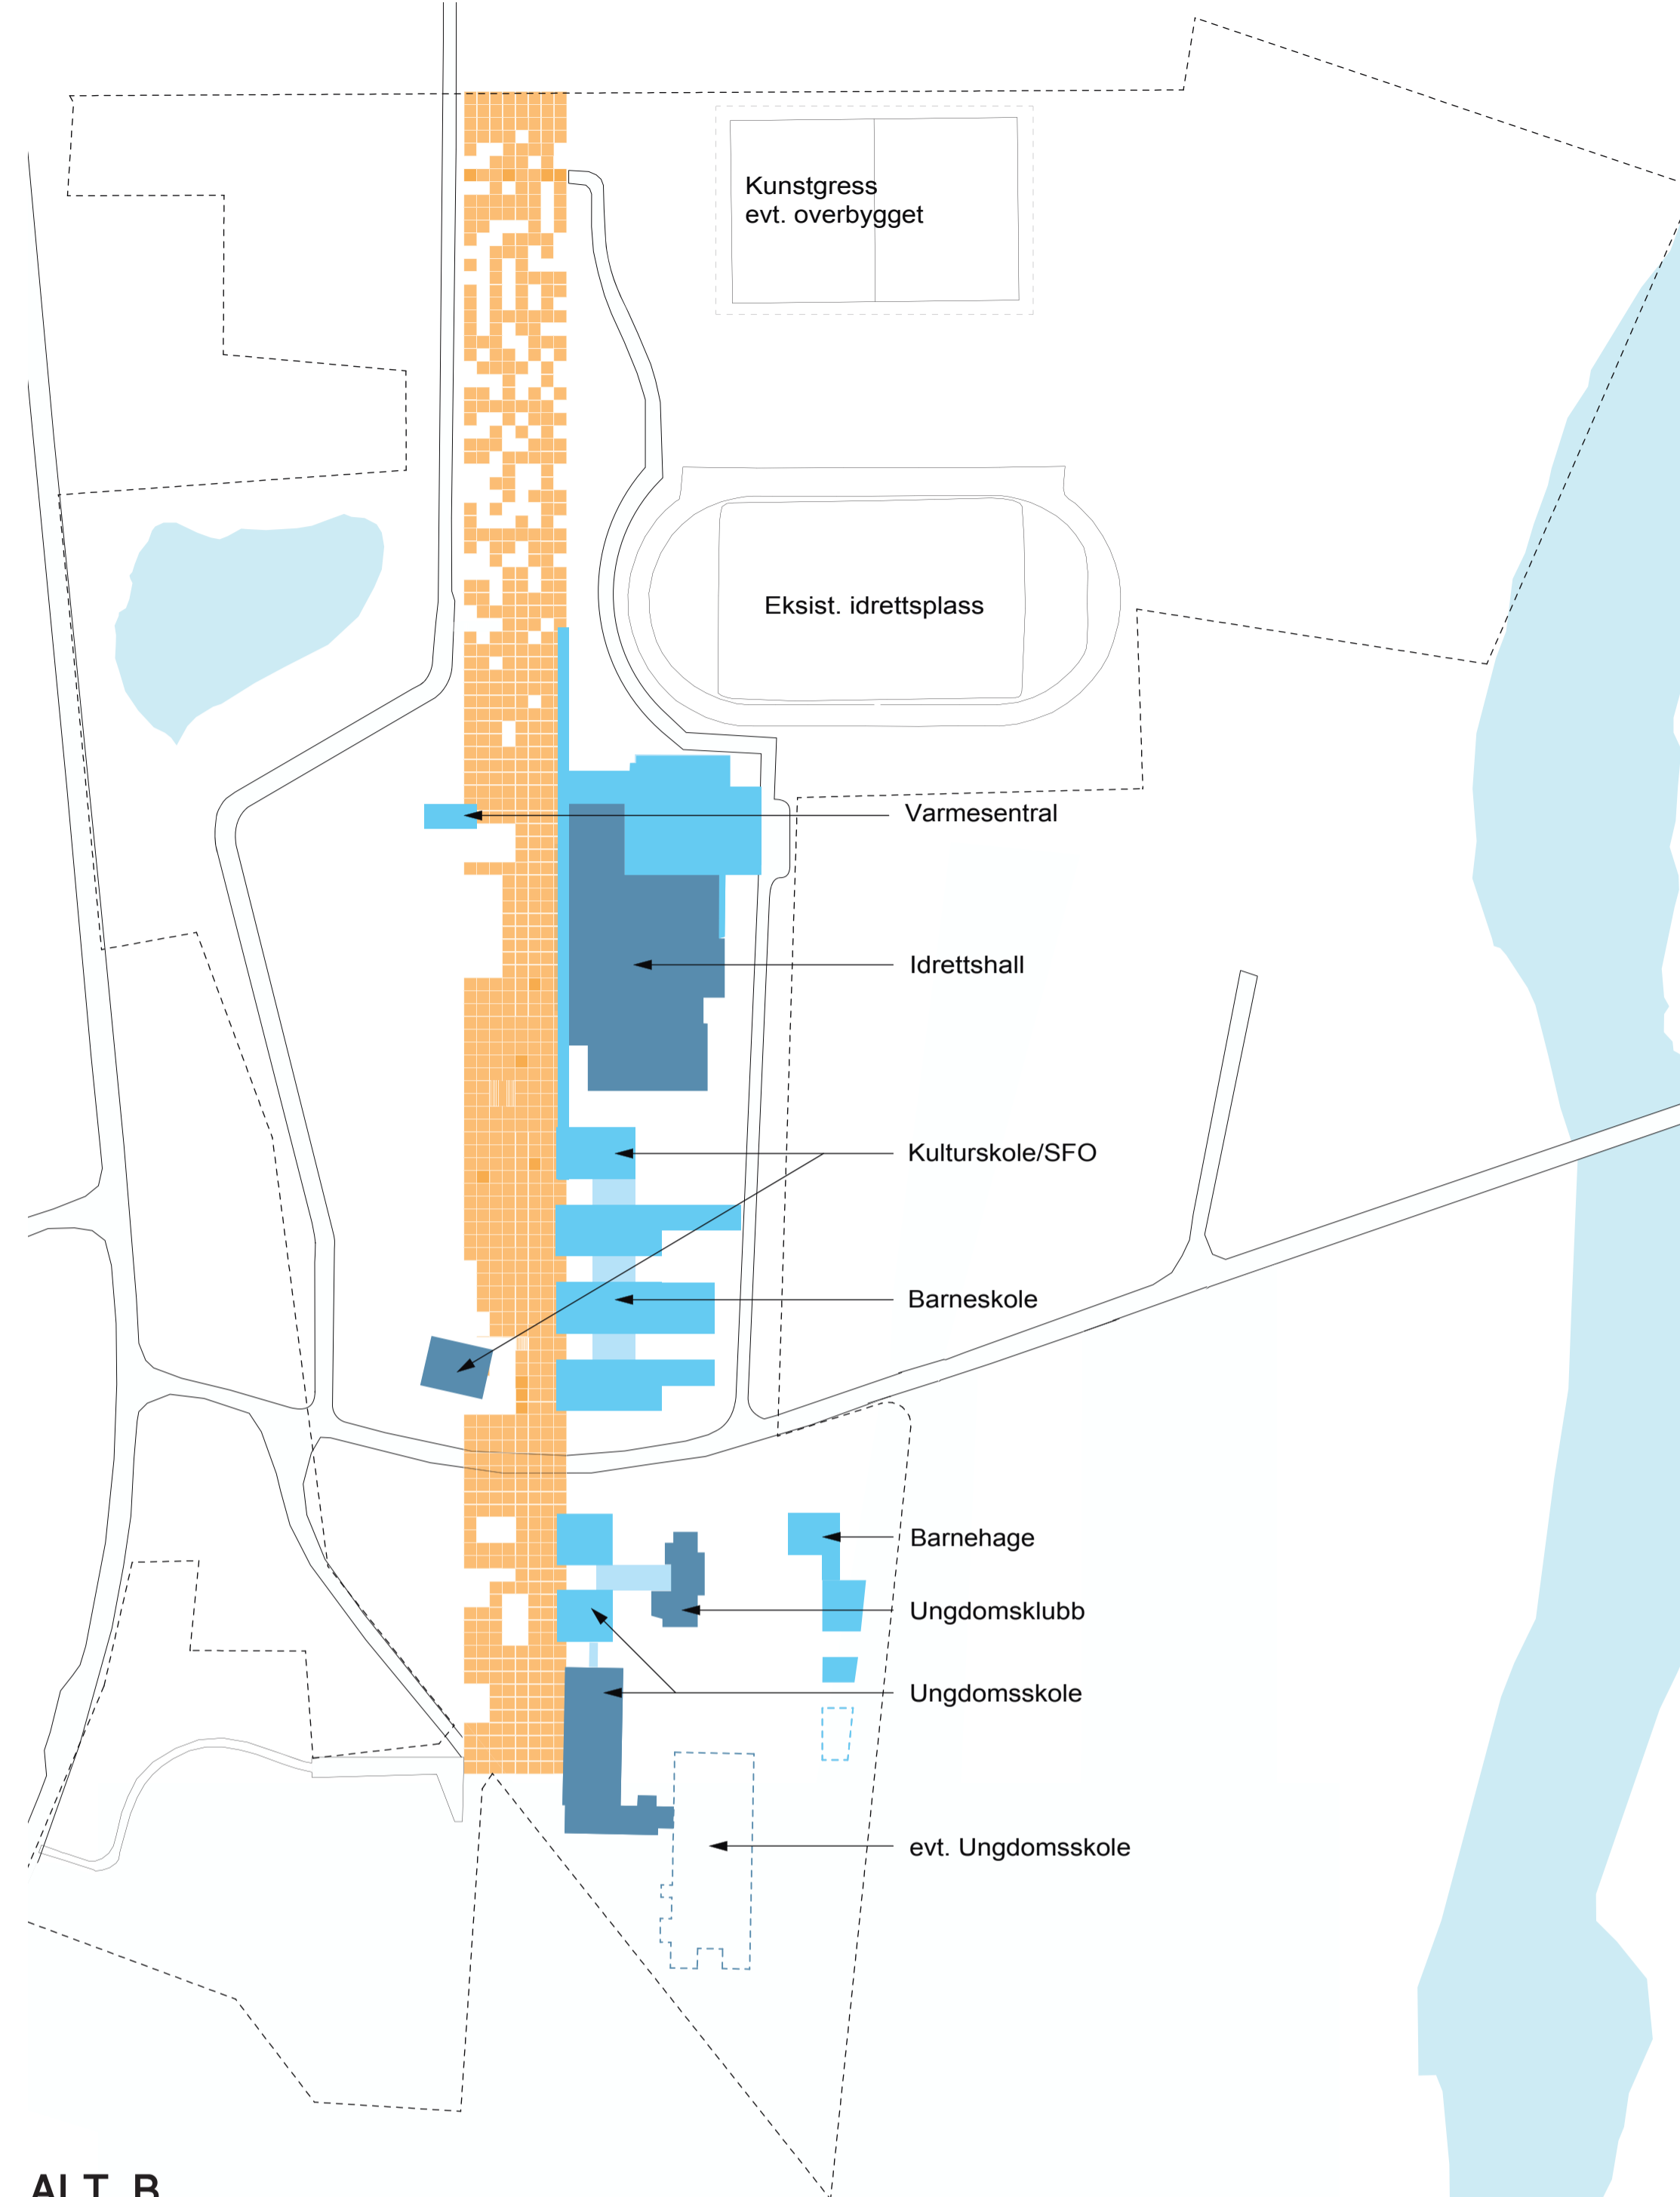 Kunstgress
evt. overbygget
Eksist. idrettsplass
Varmesentral
Idrettshall
Kulturskole/SFO
Barneskole
Barnehage
Ungdomsklubb
Ungdomsskole
evt. Ungdomsskole
ALT. B